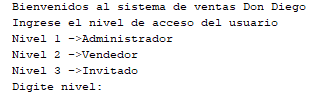 Bienvenidos al sistema de ventas Don Diego
Ingrese el nivel de acceso del usuario
Nivel 1 ->Administrador
Nivel 2 ->Vendedor
Nivel 3 ->Invitado
Digite nivel: